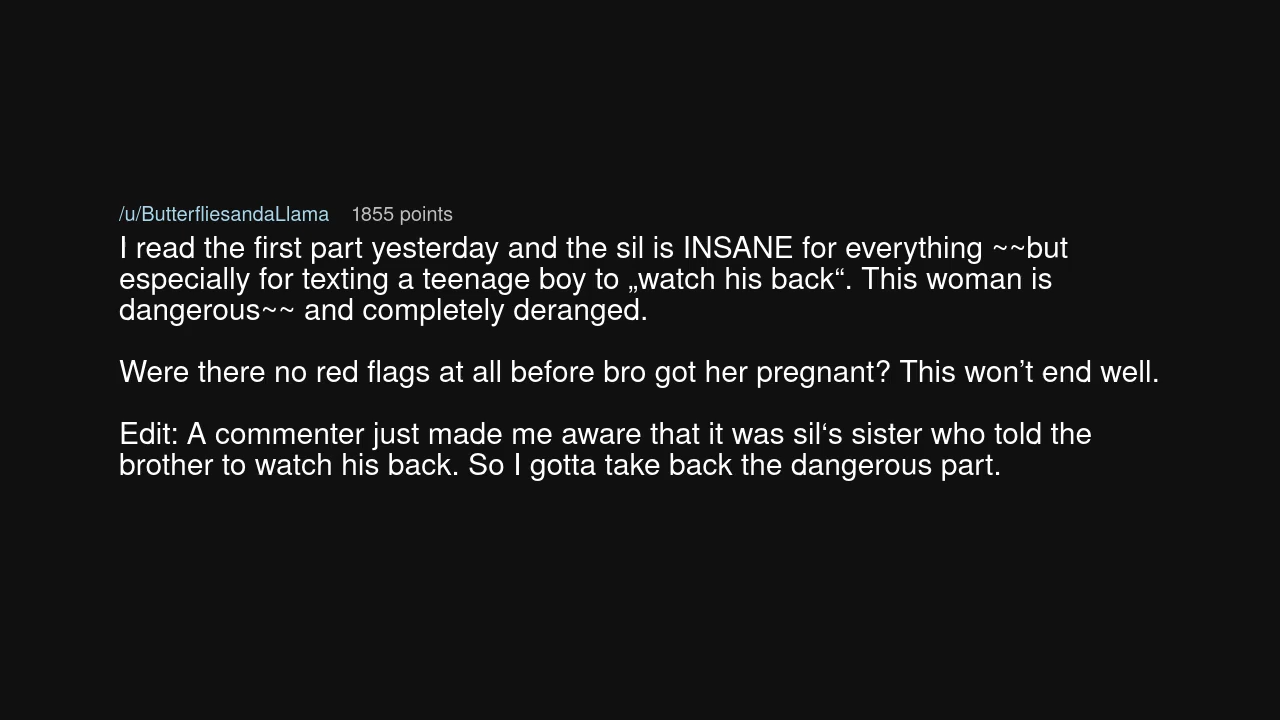 /u/ButterfliesandaLlama 1855 points
I read the first part yesterday and the sil is INSANE for everything ~~but
especially for texting a teenage boy to „watch his back“. This woman is
dangerous~~ and completely deranged.
Were there no red flags at all before bro got her pregnant? This won’t end well.
Edit: A commenter just made me aware that it was sil‘s sister who told the
brother to watch his back. So I gotta take back the dangerous part.